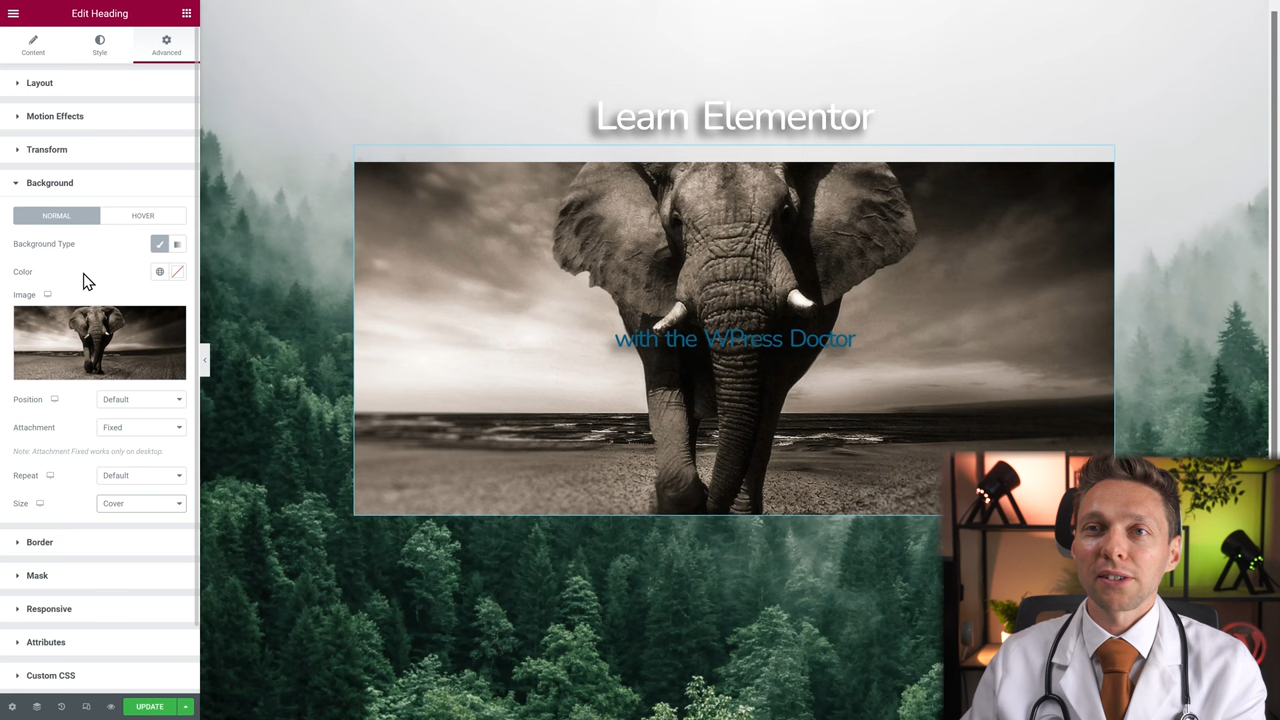 Edit Heading
Content
Style
Advanced
Layout
Motion Effects
Transform
Background
NORMAL
HOVER
Background Type
Color
Image
Position
Default
Attachment
Fixed
Note: Attachment Fixed works only on desktop.
Repeat
Default
Size
Cover
Border
Mask
Responsive
Attributes
Custom CSS
UPDATE
Learn Elementor
with the WPress Doctor